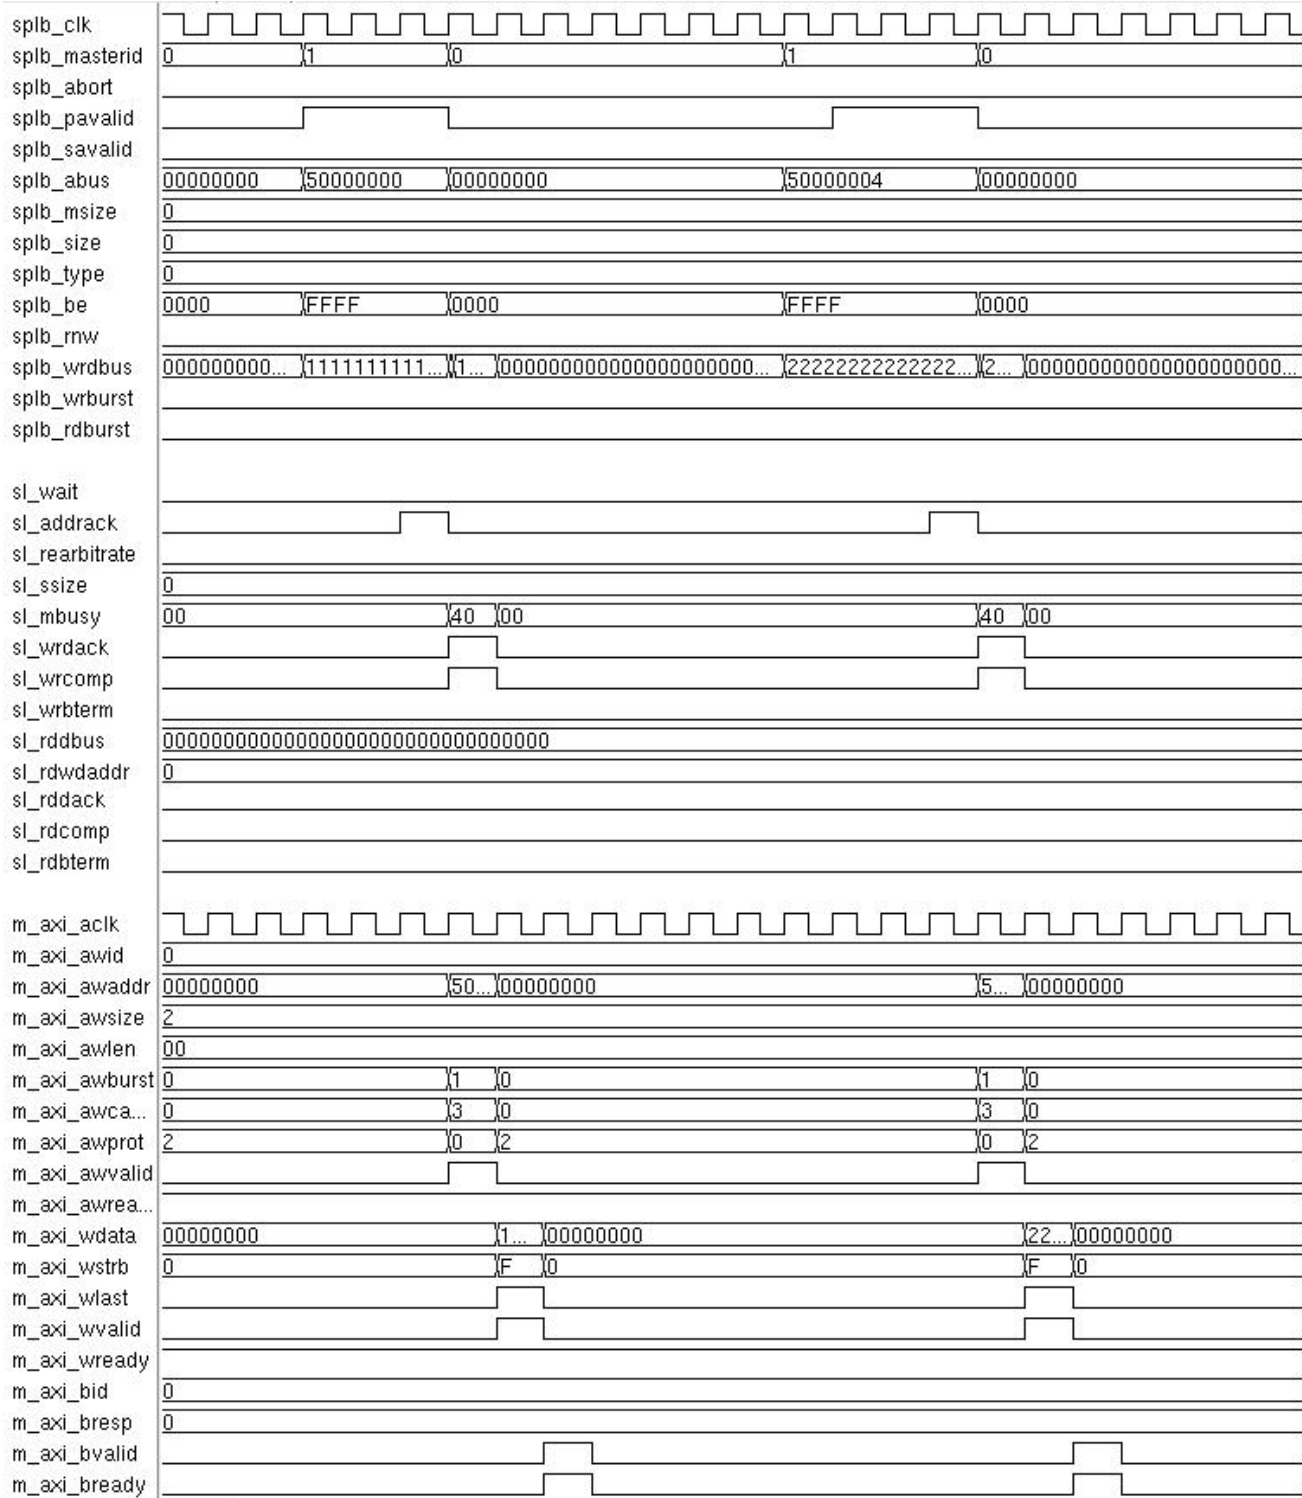 splb_clk
splb_masterid 0 1 0 1 0
splb_abort
splb_pavalid
splb_savalid
splb_abus 00000000 50000000 00000000 50000004 00000000
splb_msize 0
splb_size 0
splb_type 0
splb_be 0000 FFFF 0000 FFFF 0000
splb_rnw
splb_wrdbus 000000000... 1111111111... 1... 000000000000000000000... 22222222222222... 2... 000000000000000000000...
splb_wrburst
splb_rdburst
sl_wait
sl_addrack
sl_rearbitrate
sl_ssize 0
sl_mbusy 00 40 00 40 00
sl_wrdack
sl_wrcomp
sl_wrbterm
sl_rddbus 00000000000000000000000000000000
sl_rdwdaddr 0
sl_rddack
sl_rdcomp
sl_rdbterm
m_axi_aclk
m_axi_awid 0
m_axi_awaddr 00000000 50... 00000000 5... 00000000
m_axi_awsize 2
m_axi_awlen 00
m_axi_awburst 0 1 0 1 0
m_axi_awca... 0 3 0 3 0
m_axi_awprot 2 0 2 0 2
m_axi_awvalid
m_axi_awrea...
m_axi_wdata 00000000 1... 00000000 22... 00000000
m_axi_wstrb 0 F 0 F 0
m_axi_wlast
m_axi_wvalid
m_axi_wready
m_axi_bid 0
m_axi_bresp 0
m_axi_bvalid
m_axi_bready